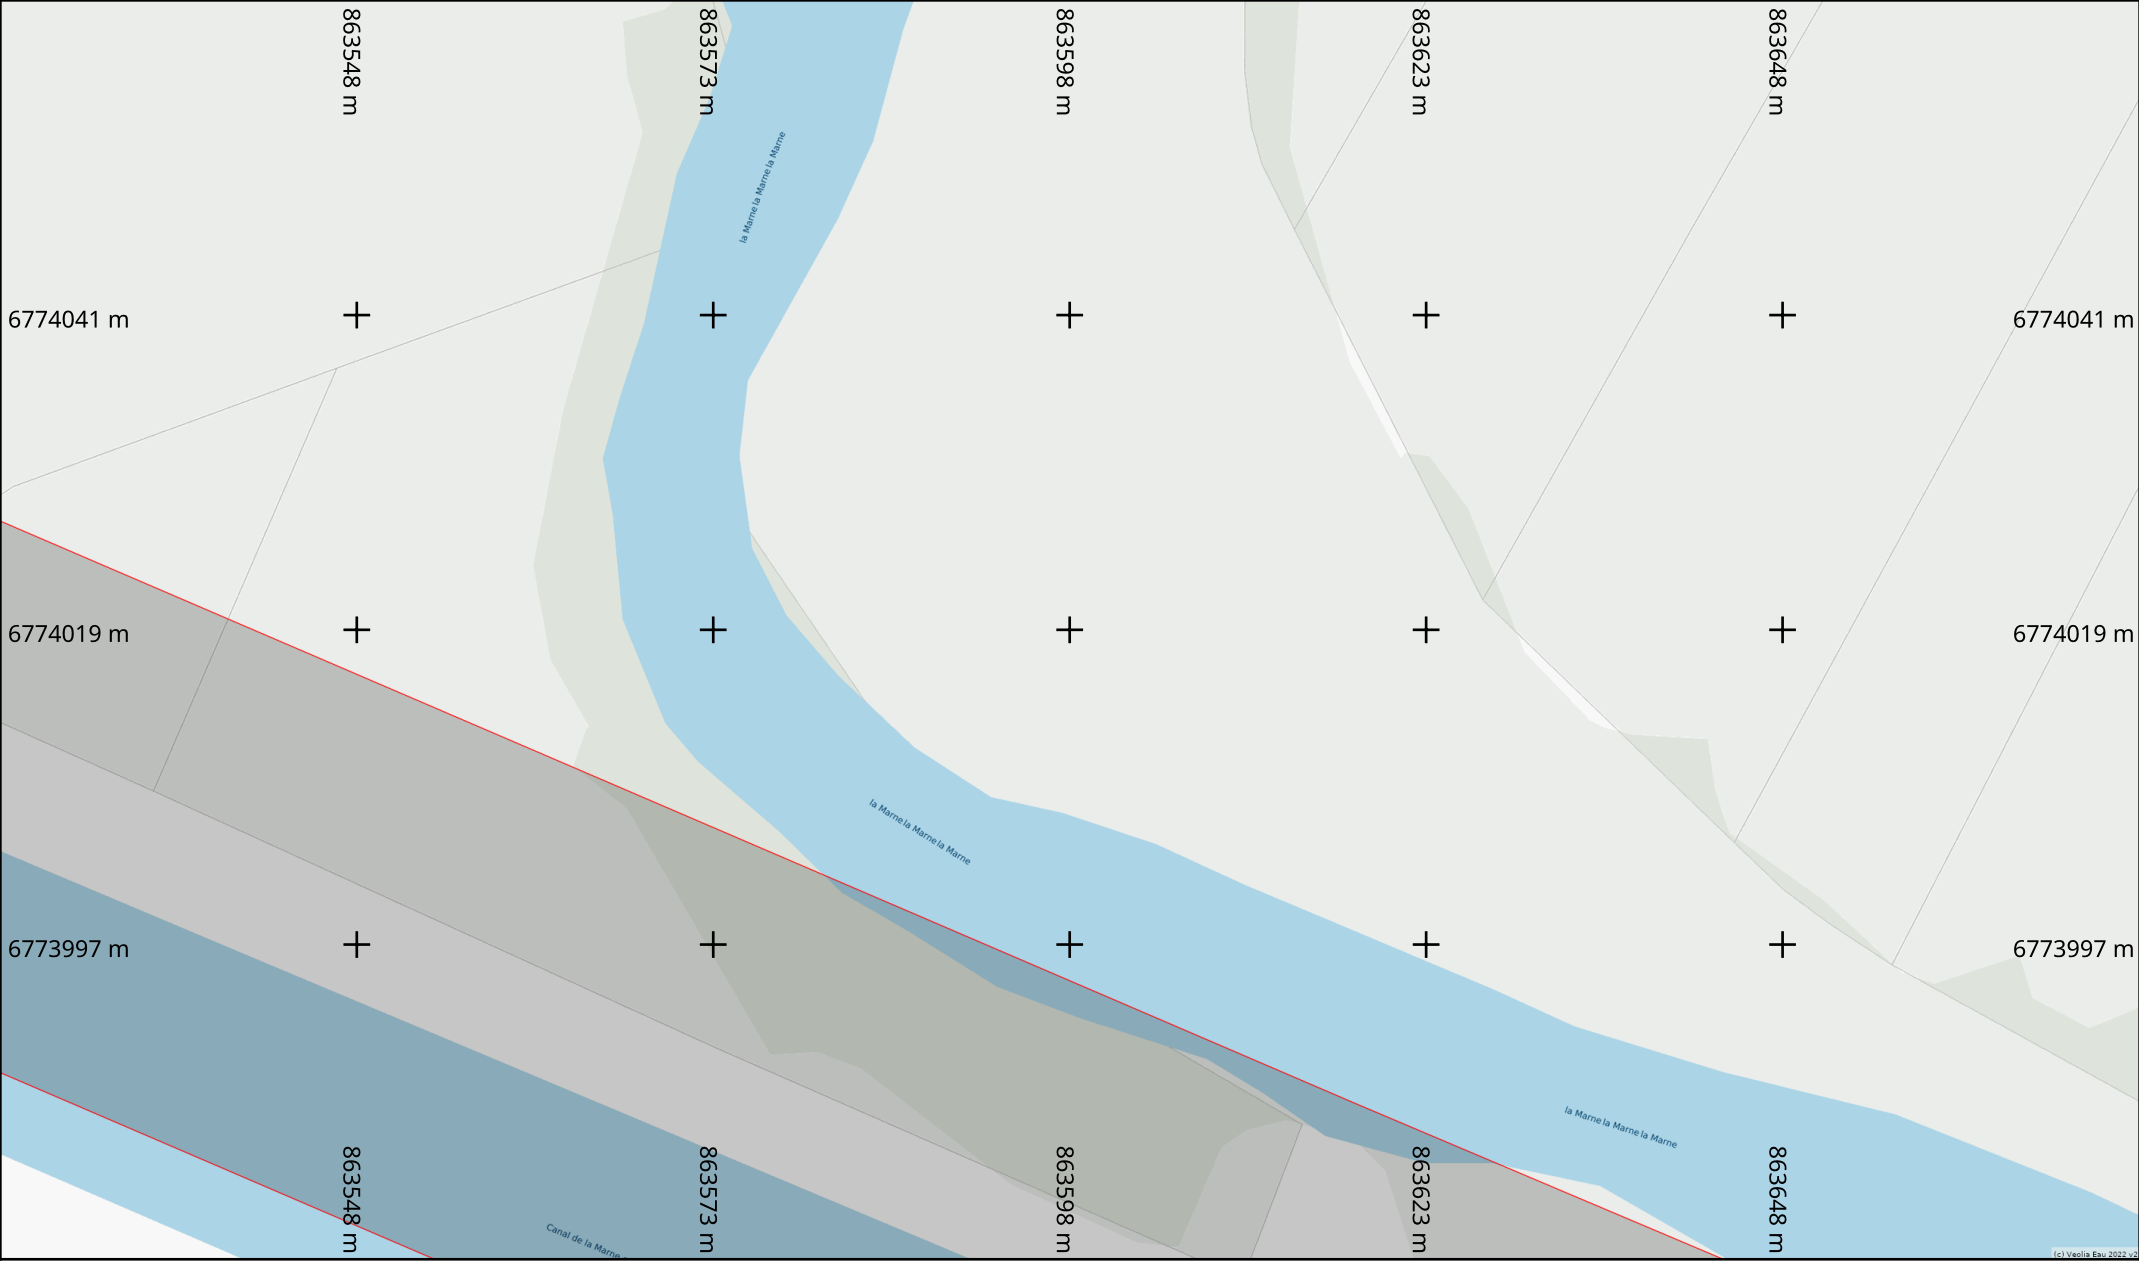 863548 m
863573 m
863598 m
863623 m
863648 m
la Marne la Marne la Marne
6774041 m
6774041 m
6774019 m
6774019 m
la Marne la Marne la Marne
6773997 m
6773997 m
la Marne la Marne la Marne
863548 m
863573 m
863598 m
863623 m
863648 m
Canal de la Marne
(c) Veolia Eau 2022 v2